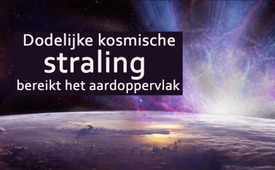 Dodelijke kosmische
straling
bereikt het aardoppervlak